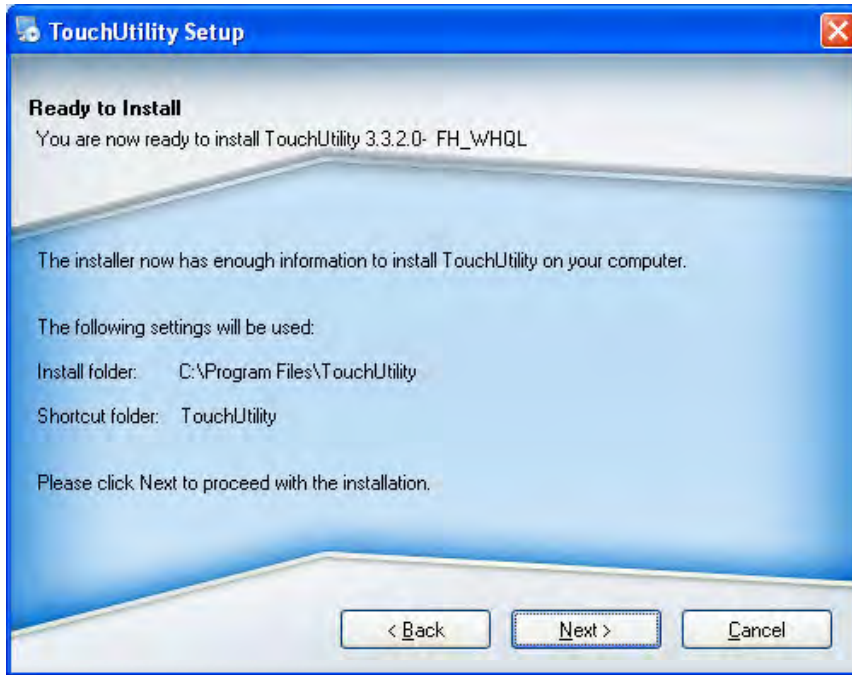 TouchUtility Setup
Ready to Install
You are now ready to install TouchUtility 3.3.2.0- FH_WHQL
The installer now has enough information to install TouchUtility on your computer.
The following settings will be used:
Install folder: C:\Program Files\TouchUtility
Shortcut folder: TouchUtility
Please click Next to proceed with the installation.
< Back Next > Cancel